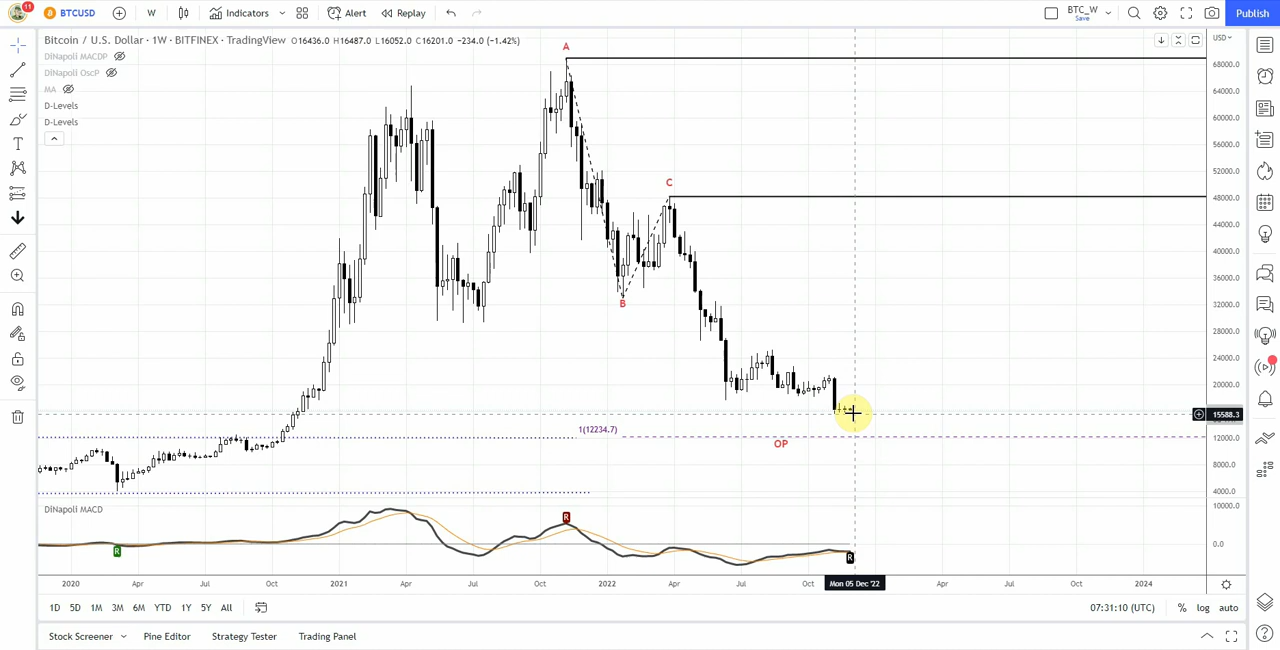 11
BTCUSD
W
Indicators
Alert
Replay
BTC_W
Save
Publish
Bitcoin / U.S. Dollar · 1W · BITFINEX · TradingView O16436.0 H16487.0 L16052.0 C16201.0 −234.0 (−1.42%)
USD
DiNapoli MACDP
DiNapoli OscP
MA
D-Levels
D-Levels
A
C
B
68000.0
64000.0
60000.0
56000.0
52000.0
48000.0
44000.0
40000.0
36000.0
32000.0
28000.0
24000.0
20000.0
15588.3
12000.0
8000.0
4000.0
1(12234.7)
OP
DiNapoli MACD
R
R
R
10000.0
0.0
2020
Apr
Jul
Oct
2021
Apr
Jul
Oct
2022
Apr
Jul
Oct
Mon 05 Dec '22
Apr
Jul
Oct
2024
1D 5D 1M 3M 6M YTD 1Y 5Y All
07:31:10 (UTC)
% log auto
Stock Screener
Pine Editor
Strategy Tester
Trading Panel